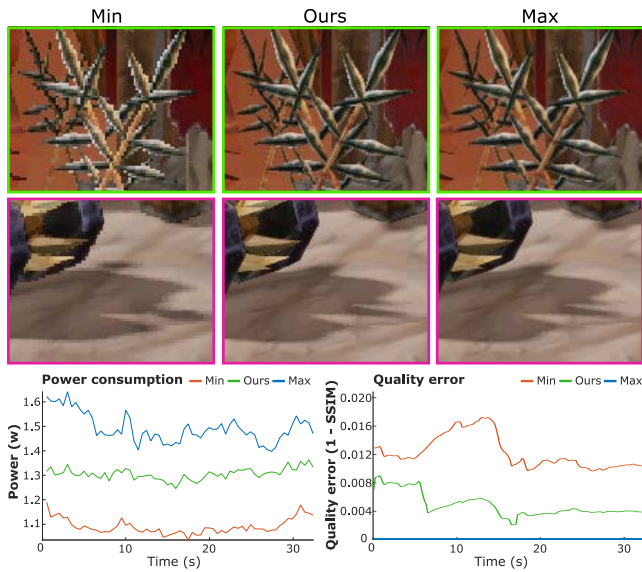 Min Ours Max
Power consumption Min Ours Max
Power (w)
1.6
1.5
1.4
1.3
1.2
1.1
0 10 20 30
Time (s)
Quality error Min Ours Max
Quality error (1 - SSIM)
0.020
0.016
0.012
0.008
0.004
0
0 10 20 30
Time (s)